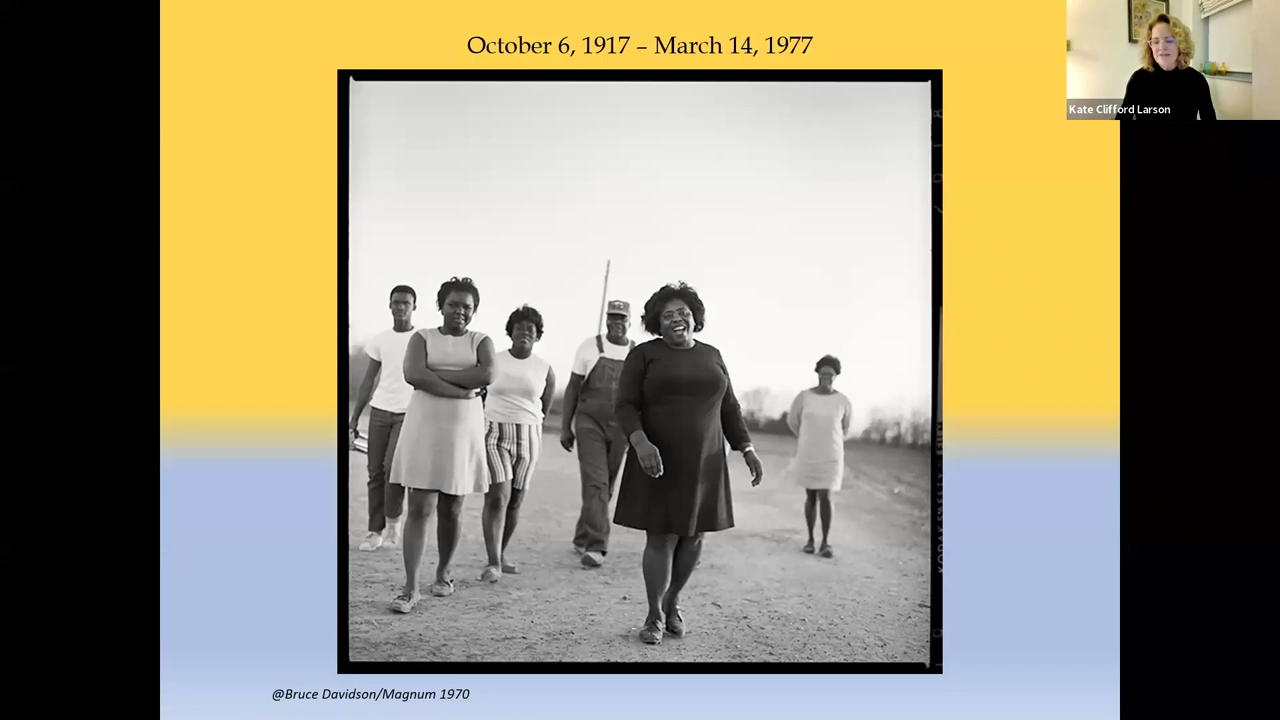 October 6, 1917 – March 14, 1977
Kate Clifford Larson
@Bruce Davidson/Magnum 1970